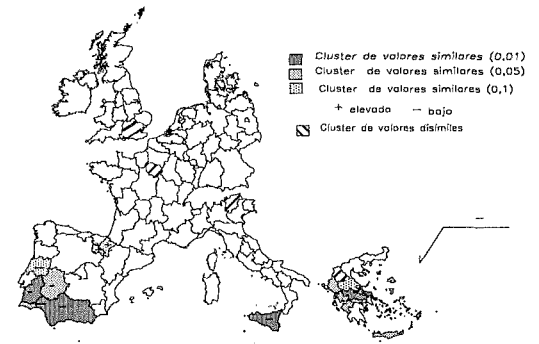 Cluster de valores similares (0,01)
Cluster de valores similares (0,05)
Cluster de valores similares (0,1)
+ elevado - bajo
Cluster de valores disímiles